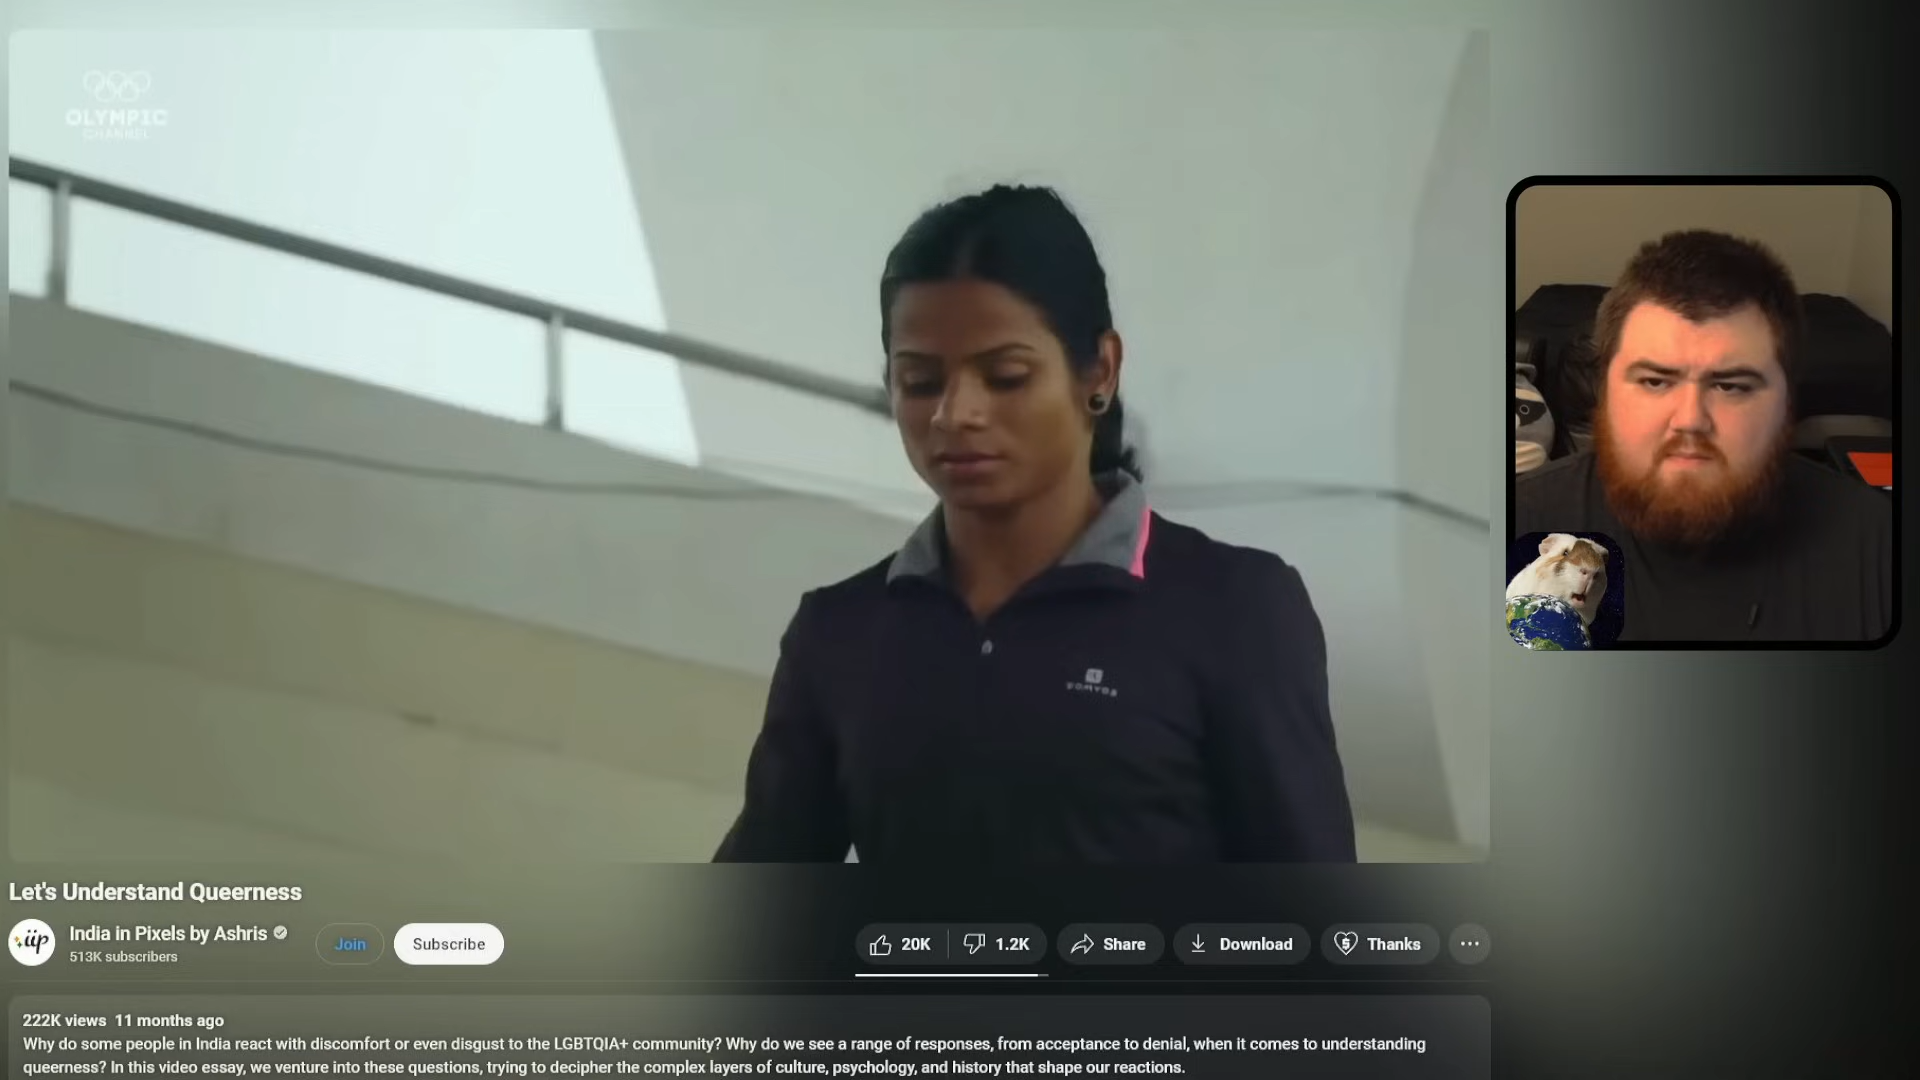 OLYMPIC
CHANNEL
DOMYOS
Let's Understand Queerness
iip
India in Pixels by Ashris
513K subscribers
Join
Subscribe
20K
1.2K
Share
Download
Thanks
222K views 11 months ago
Why do some people in India react with discomfort or even disgust to the LGBTQIA+ community? Why do we see a range of responses, from acceptance to denial, when it comes to understanding
queerness? In this video essay, we venture into these questions, trying to decipher the complex layers of culture, psychology, and history that shape our reactions.